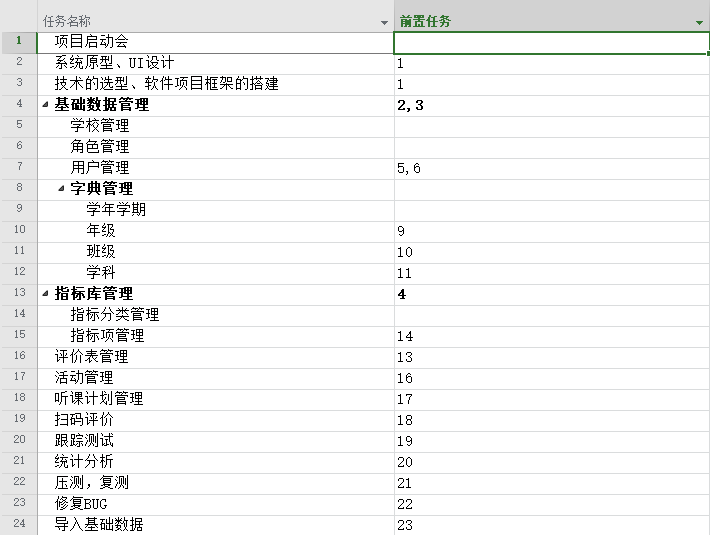 任务名称 前置任务
1 项目启动会
2 系统原型、UI设计 1
3 技术的选型、软件项目框架的搭建 1
4 基础数据管理 2,3
5 学校管理
6 角色管理
7 用户管理 5,6
8 字典管理
9 学年学期
10 年级 9
11 班级 10
12 学科 11
13 指标库管理 4
14 指标分类管理
15 指标项管理 14
16 评价表管理 13
17 活动管理 16
18 听课计划管理 17
19 扫码评价 18
20 跟踪测试 19
21 统计分析 20
22 压测，复测 21
23 修复BUG 22
24 导入基础数据 23